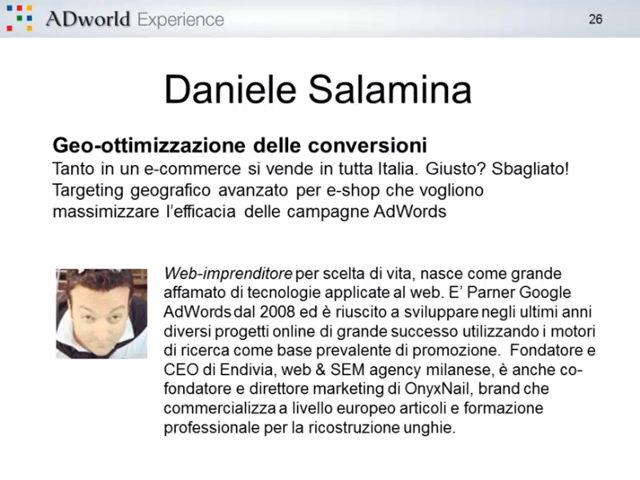 ADworld Experience
26
Daniele Salamina
Geo-ottimizzazione delle conversioni
Tanto in un e-commerce si vende in tutta Italia. Giusto? Sbagliato!
Targeting geografico avanzato per e-shop che vogliono
massimizzare l'efficacia delle campagne AdWords
Web-imprenditore per scelta di vita, nasce come grande
affamato di tecnologie applicate al web. E' Parner Google
AdWords dal 2008 ed è riuscito a sviluppare negli ultimi anni
diversi progetti online di grande successo utilizzando i motori
di ricerca come base prevalente di promozione. Fondatore e
CEO di Endivia, web & SEM agency milanese, è anche co-
fondatore e direttore marketing di OnyxNail, brand che
commercializza a livello europeo articoli e formazione
professionale per la ricostruzione unghie.